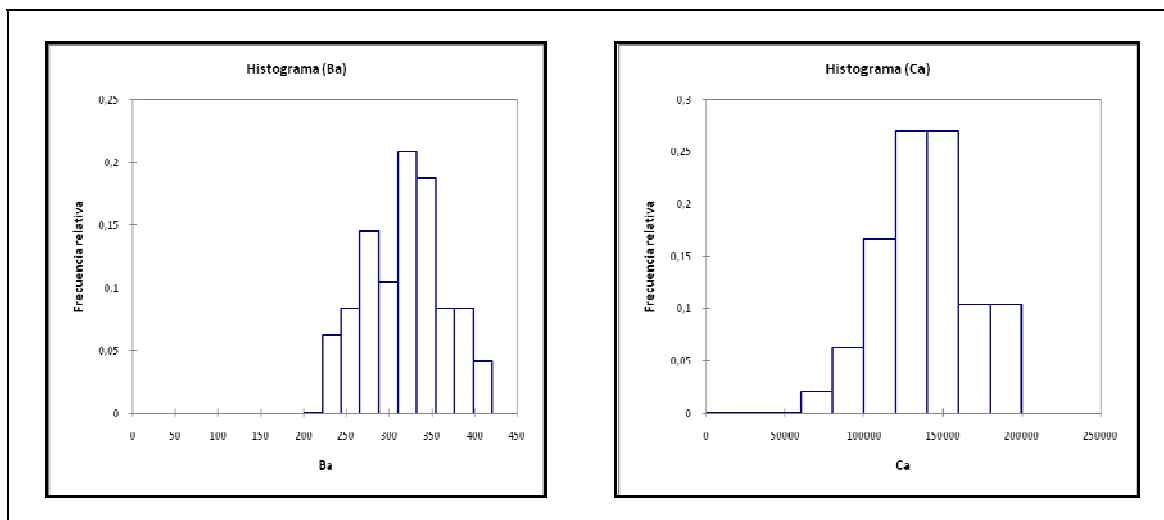 Histograma (Ba)
Frecuencia relativa
0,25
0,2
0,15
0,1
0,05
0
0 50 100 150 200 250 300 350 400 450
Ba
Histograma (Ca)
Frecuencia relativa
0,3
0,25
0,2
0,15
0,1
0,05
0
0 50000 100000 150000 200000 250000
Ca